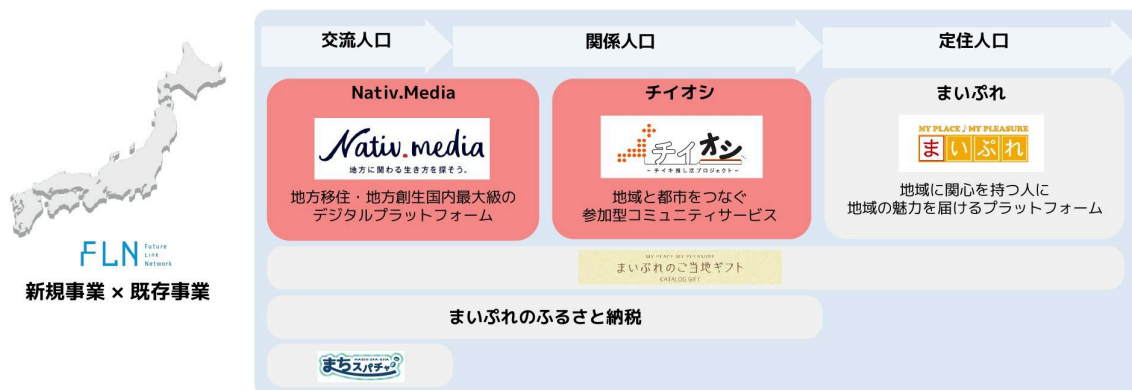 交流人口
関係人口
定住人口
Nativ.Media
チイオシ
まいぷれ
Nativ.media
地方に関わる生き方を探そう。
チイオシ
- チイキ推し活プロジェクト -
MY PLACE♪MY PLEASURE
まいぷれ
地方移住・地方創生国内最大級の
デジタルプラットフォーム
地域と都市をつなぐ
参加型コミュニティサービス
地域に関心を持つ人に
地域の魅力を届けるプラットフォーム
FLN Future
Link
Network
新規事業 × 既存事業
MY PLACE MY PLEASURE
まいぷれのご当地ギフト
CATALOG GIFT
まいぷれのふるさと納税
まちスパチャ